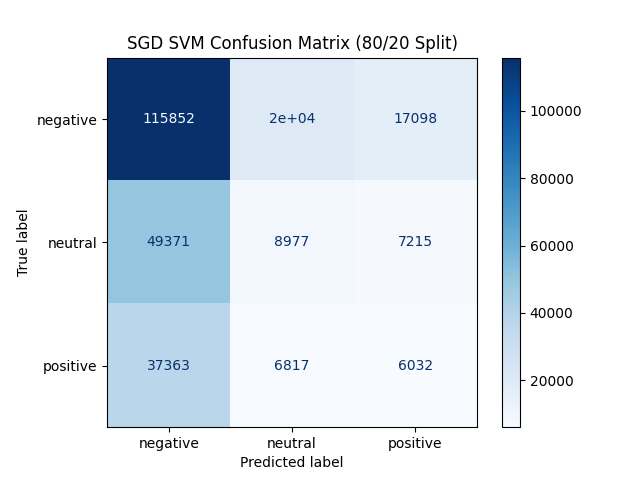 SGD SVM Confusion Matrix (80/20 Split)
negative 115852 2e+04 17098
neutral 49371 8977 7215
positive 37363 6817 6032
negative neutral positive
Predicted label
True label
100000
80000
60000
40000
20000